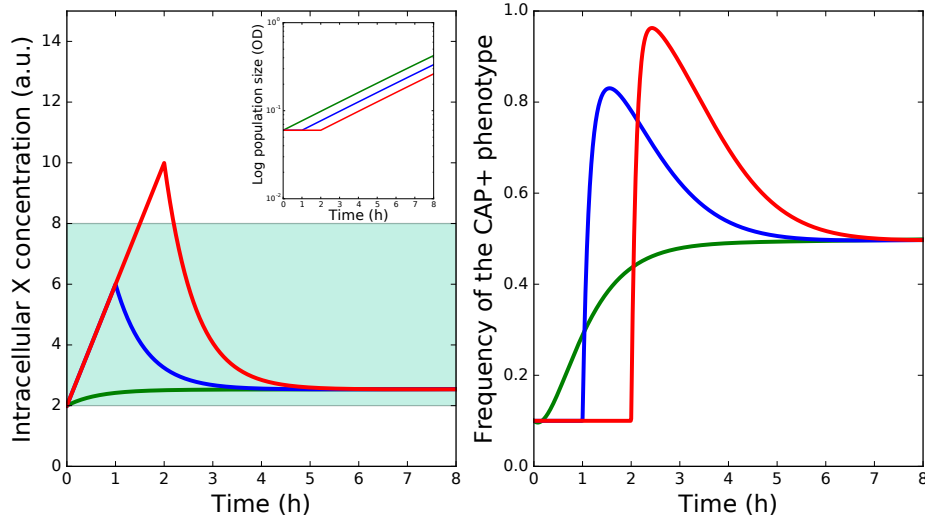 Intracellular X concentration (a.u.)
14
12
10
8
6
4
2
0
0 1 2 3 4 5 6 7 8
Time (h)
Log population size (OD)
10⁰
10⁻¹
10⁻²
0 1 2 3 4 5 6 7 8
Time (h)
Frequency of the CAP+ phenotype
1.0
0.8
0.6
0.4
0.2
0.0
0 1 2 3 4 5 6 7 8
Time (h)